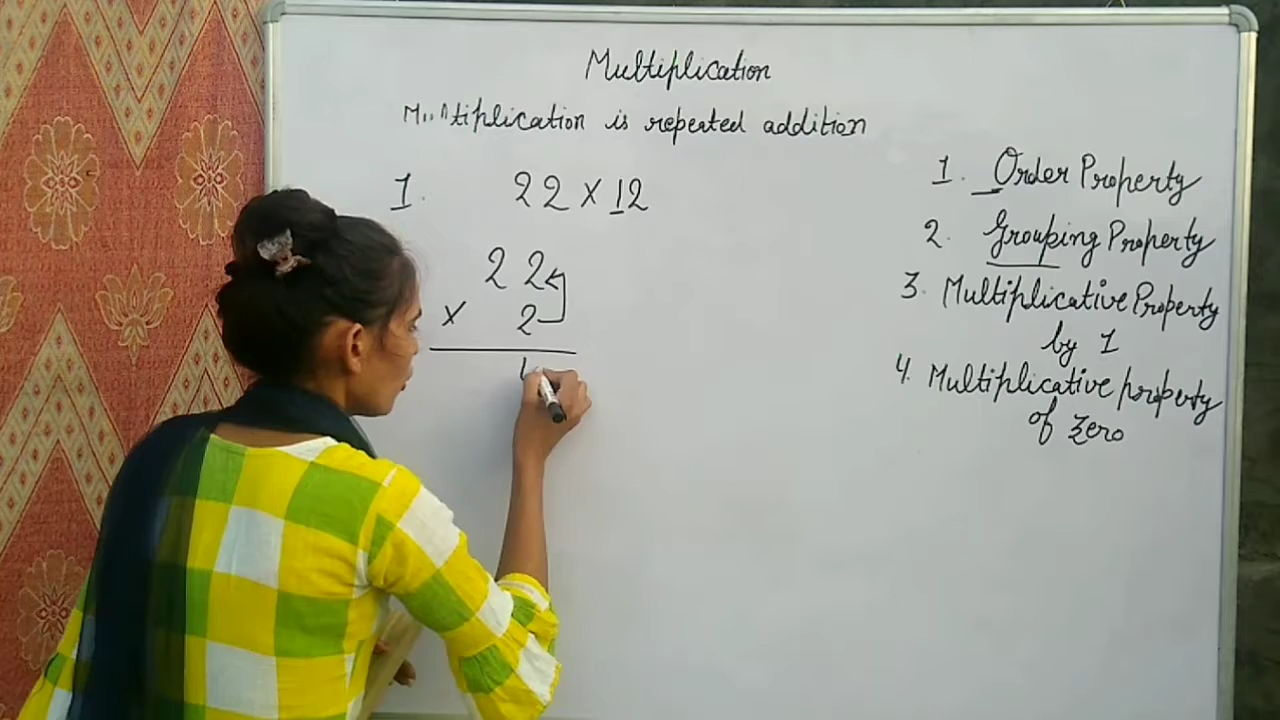 Multiplication
Multiplication is repeated addition
1. 22 × 12
22
× 2
4
1. Order Property
2. Grouping Property
3. Multiplicative Property
by 1
4. Multiplicative property
of zero